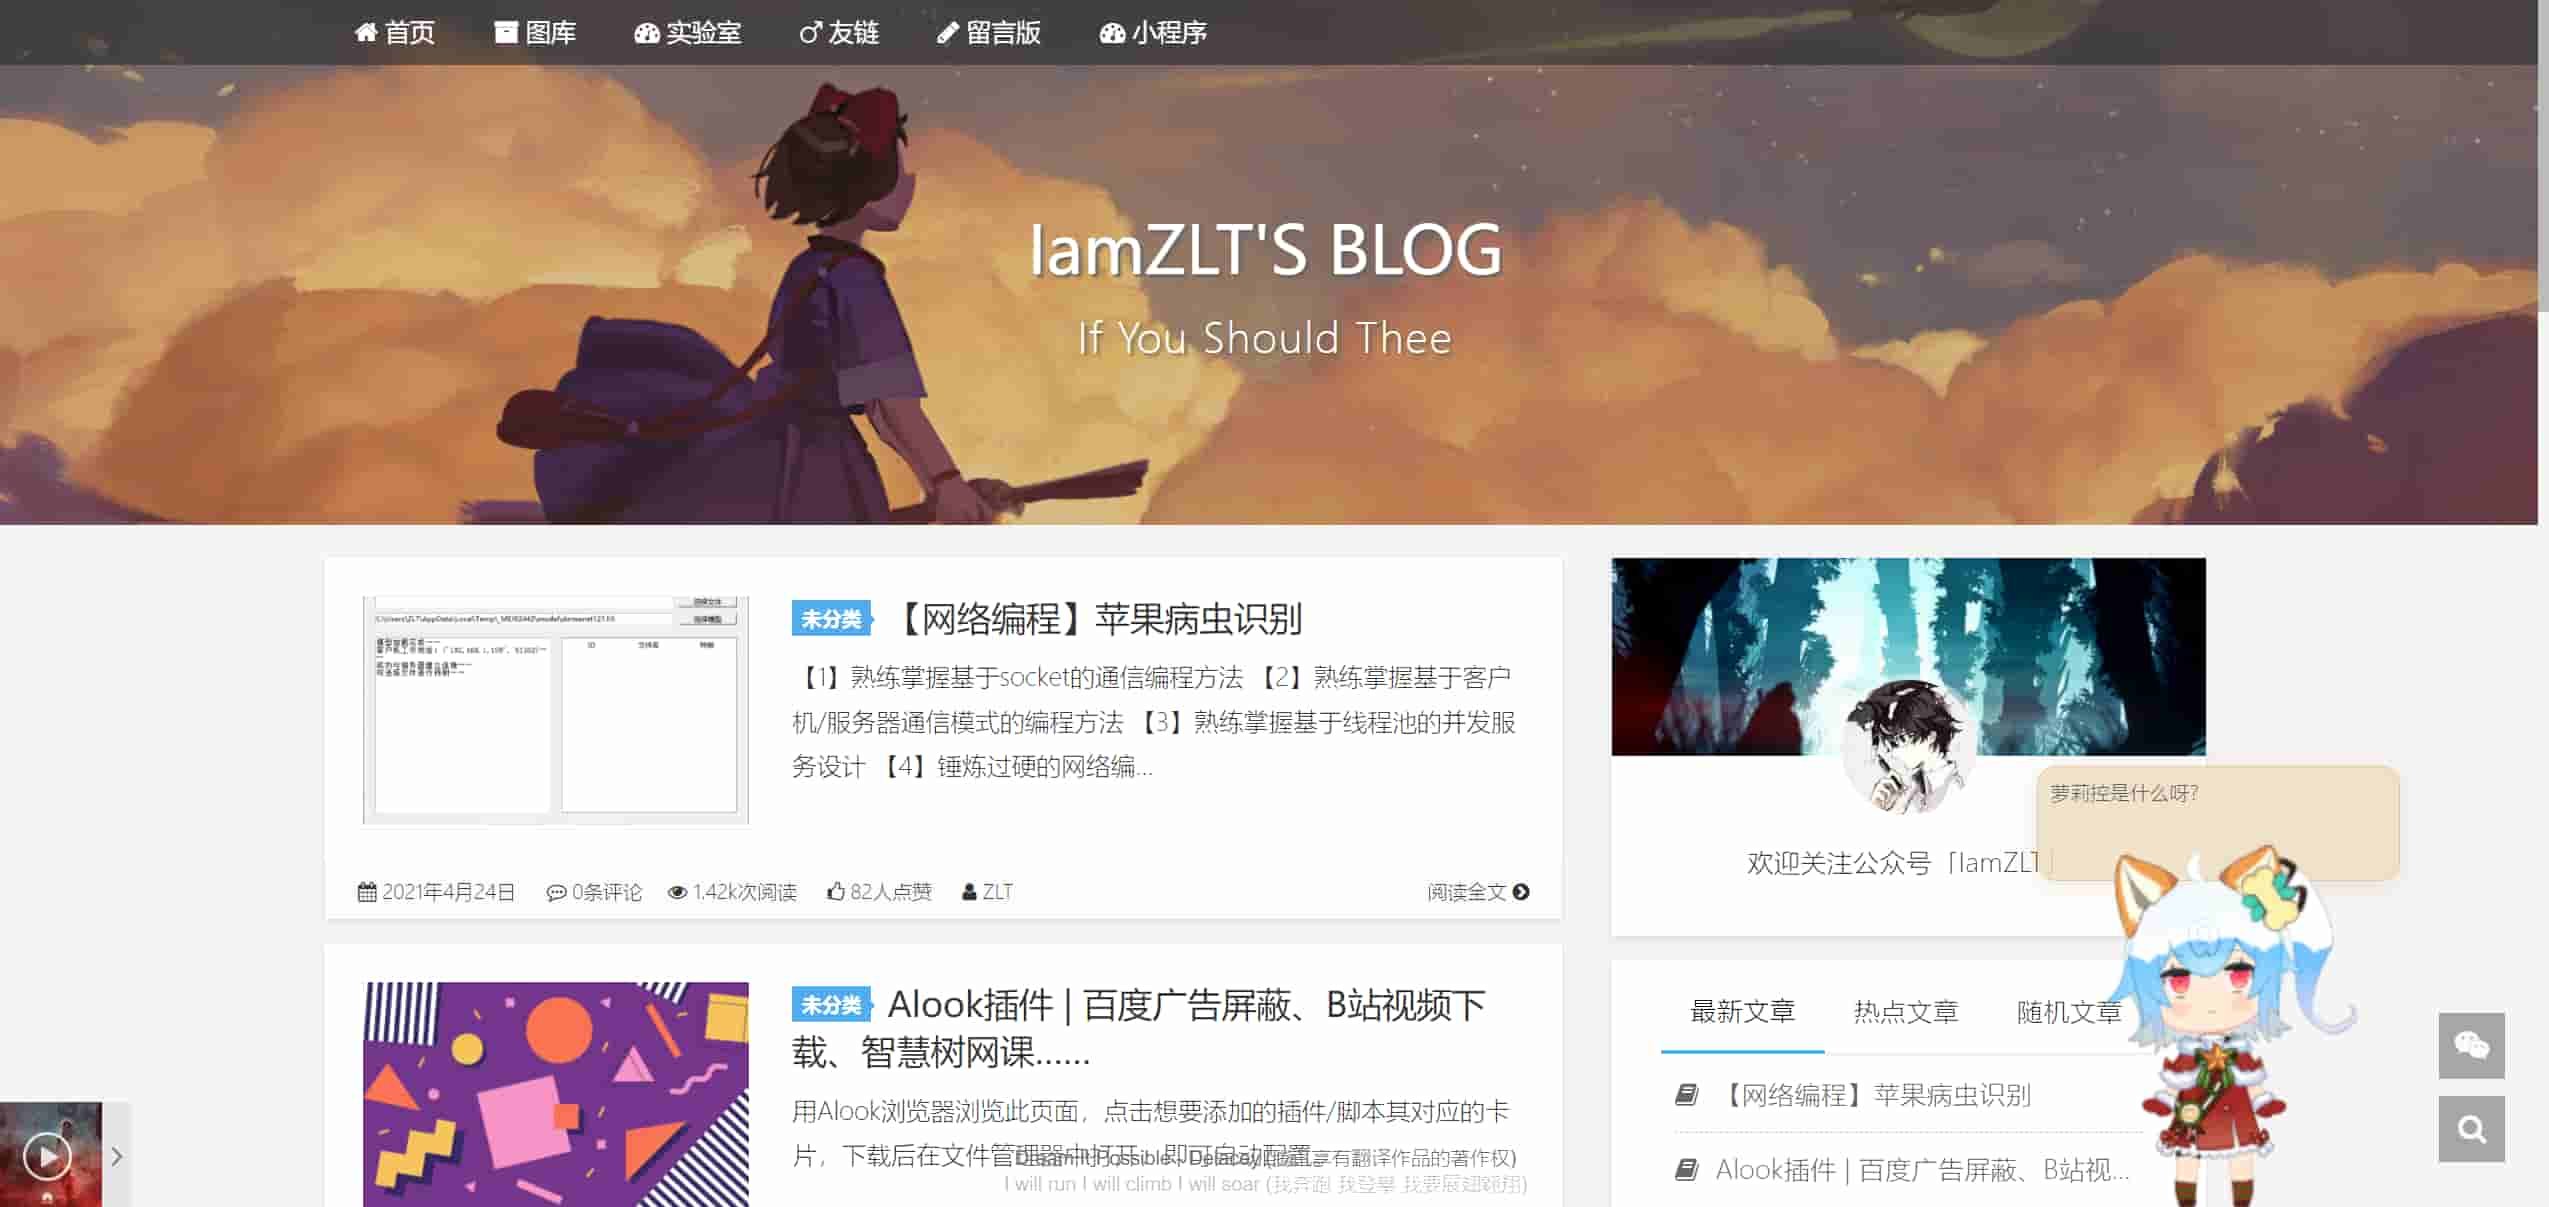 首页 图库 实验室 友链 留言版 小程序
IamZLT'S BLOG
If You Should Thee
未分类 【网络编程】苹果病虫识别
【1】熟练掌握基于socket的通信编程方法 【2】熟练掌握基于客户
机/服务器通信模式的编程方法 【3】熟练掌握基于线程池的并发服
务设计 【4】锤炼过硬的网络编...
2021年4月24日 0条评论 1.42k次阅读 82人点赞 ZLT 阅读全文
未分类 Alook插件 | 百度广告屏蔽、B站视频下
载、智慧树网课......
用Alook浏览器浏览此页面，点击想要添加的插件/脚本其对应的卡
片，下载后在文件管理器中打开，即可自动配置。
I will run I will climb I will soar (我奔跑 我登攀 我要展翅翱翔)
萝莉控是什么呀？
欢迎关注公众号「IamZLT」
最新文章 热点文章 随机文章
【网络编程】苹果病虫识别
Alook插件 | 百度广告屏蔽、B站视...